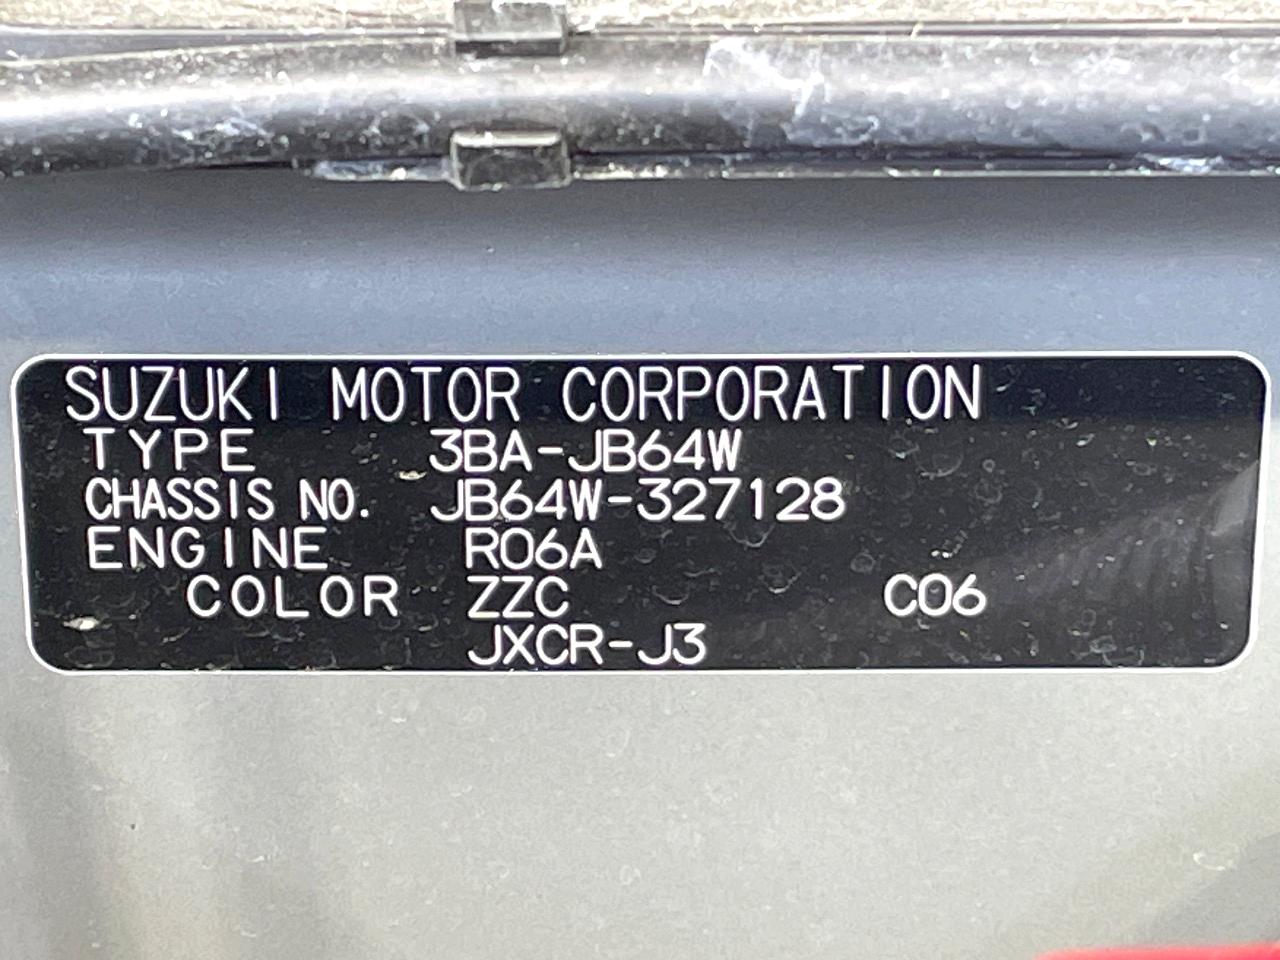 SUZUKI MOTOR CORPORATION
TYPE 3BA-JB64W
CHASSIS NO. JB64W-327128
ENGINE R06A
COLOR ZZC C06
JXCR-J3